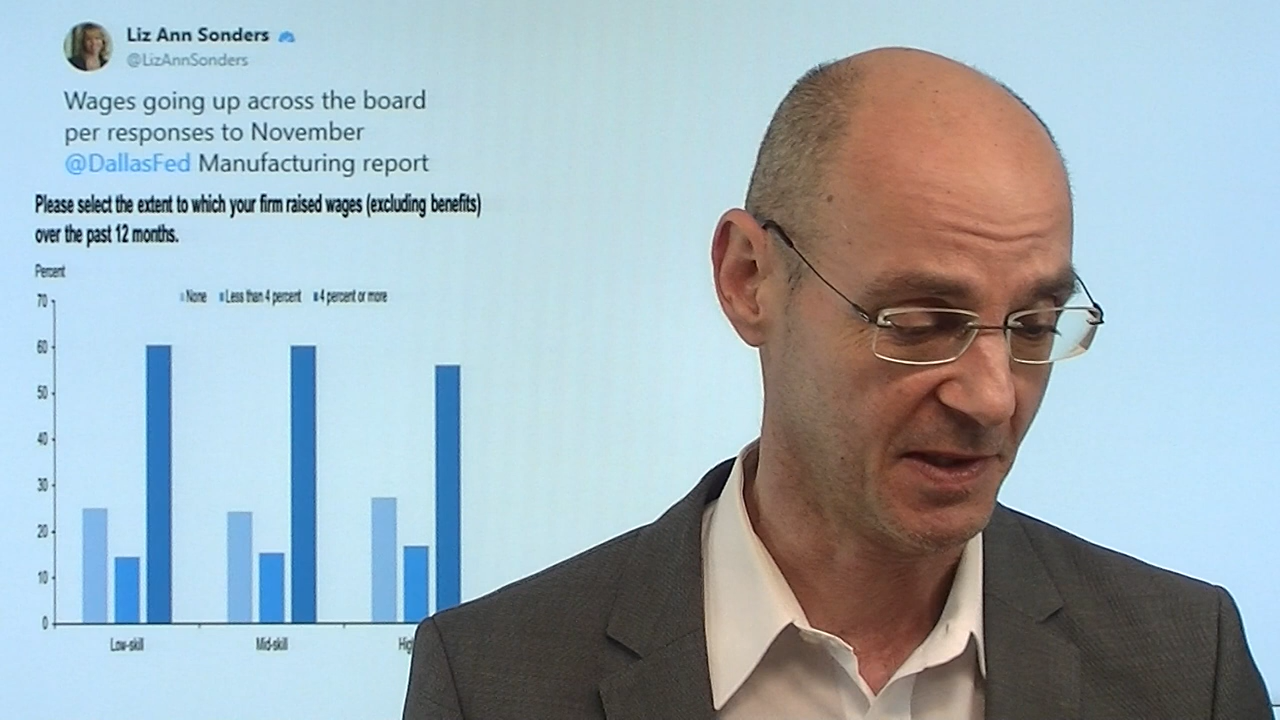 Liz Ann Sonders
@LizAnnSonders
Wages going up across the board
per responses to November
@DallasFed Manufacturing report
Please select the extent to which your firm raised wages (excluding benefits)
over the past 12 months.
Percent
None Less than 4 percent 4 percent or more
70
60
50
40
30
20
10
0
Low-skill Mid-skill Hig